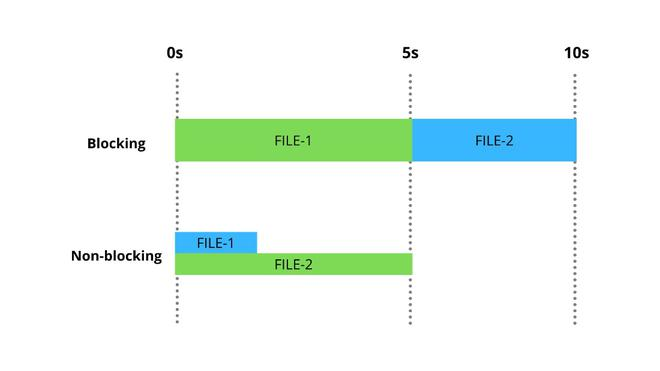 0s 5s 10s
Blocking FILE-1 FILE-2
FILE-1
Non-blocking
FILE-2